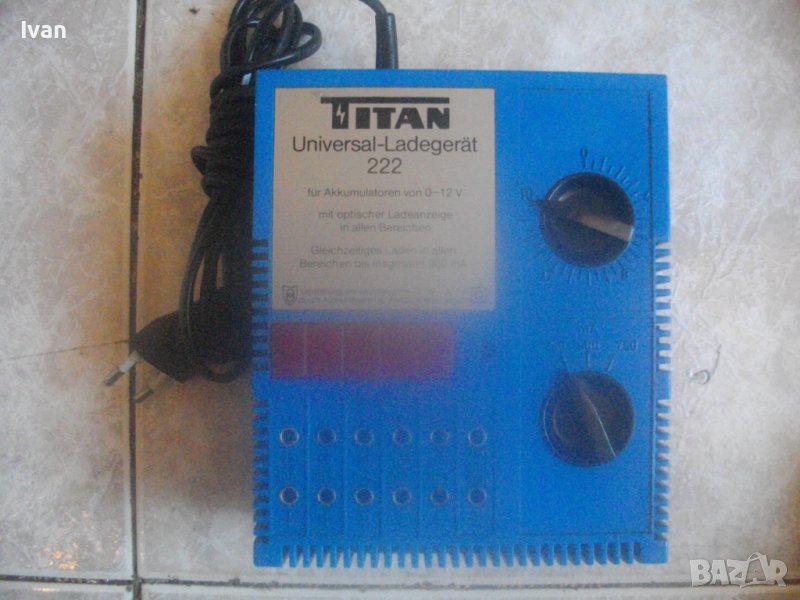 Ivan
TITAN
Universal-Ladegerät
222
für Akkumulatoren von 0–12 V
mit optischer Ladeanzeige
in allen Bereichen
Gleichzeitiges Laden in allen
Bereichen bis insgesamt mA
BAZAR